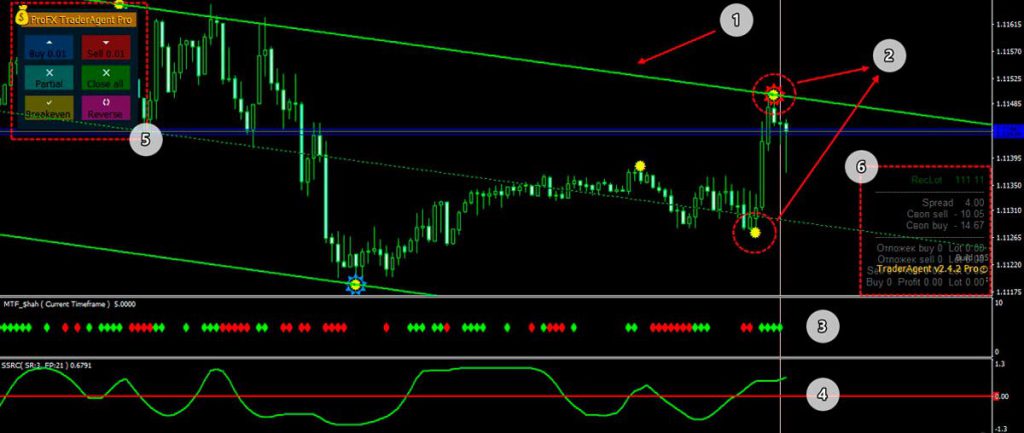 ProFX TraderAgent Pro
Buy 0.01
Sell 0.01
Partial
Close all
Breakeven
Reverse
1
2
3
4
5
6
1.11615
1.11570
1.11525
1.11485
1.11395
1.11350
1.11310
1.11265
1.11220
1.11175
RecLot 111.11
Spread 4.00
Своп sell - 10.05
Своп buy - 14.67
Отложек buy 0 Lot 0.00
Отложек sell 0 Lot 0.00
TraderAgent v2.4.2 Pro ©
Buy 0 Profit 0.00 Lot 0.00
MTF_Shah ( Current Timeframe ) 5.0000
10
0
SSRC( SR:3, FP:21 ) 0.6791
1.3
0.00
-1.3